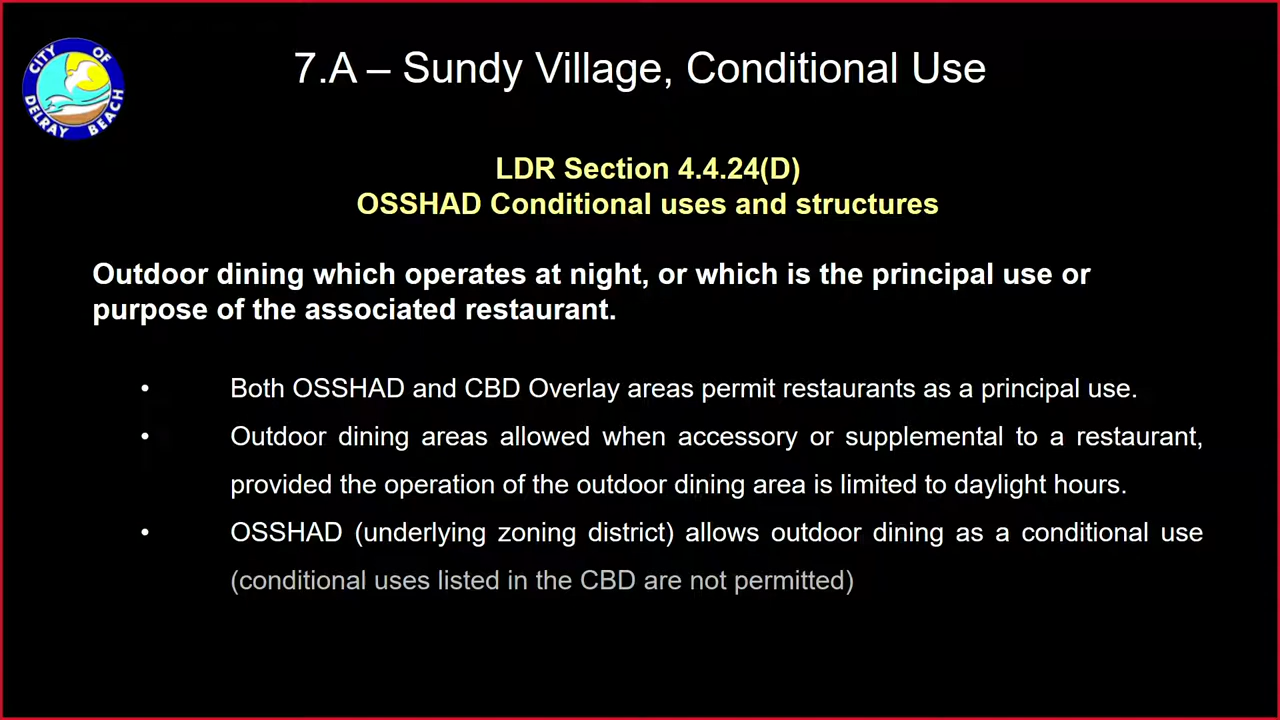 CITY OF
DELRAY BEACH
7.A – Sundy Village, Conditional Use
LDR Section 4.4.24(D)
OSSHAD Conditional uses and structures
Outdoor dining which operates at night, or which is the principal use or
purpose of the associated restaurant.
• Both OSSHAD and CBD Overlay areas permit restaurants as a principal use.
• Outdoor dining areas allowed when accessory or supplemental to a restaurant,
provided the operation of the outdoor dining area is limited to daylight hours.
• OSSHAD (underlying zoning district) allows outdoor dining as a conditional use
(conditional uses listed in the CBD are not permitted)